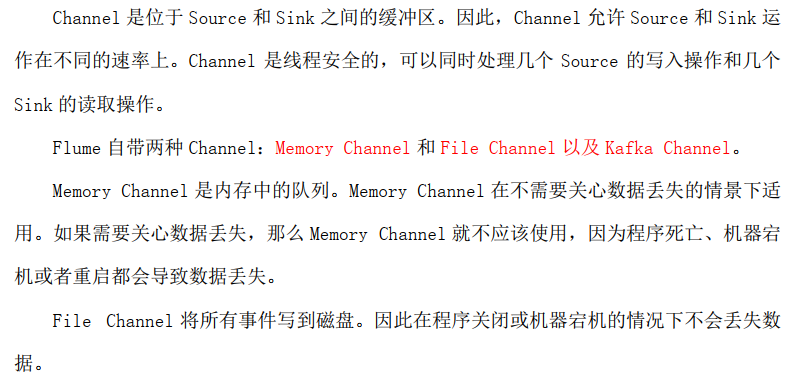 Channel 是位于 Source 和 Sink 之间的缓冲区。因此，Channel 允许 Source 和 Sink 运
作在不同的速率上。Channel 是线程安全的，可以同时处理几个 Source 的写入操作和几个
Sink 的读取操作。
Flume 自带两种 Channel：Memory Channel 和 File Channel 以及 Kafka Channel。
Memory Channel 是内存中的队列。Memory Channel 在不需要关心数据丢失的情景下适
用。如果需要关心数据丢失，那么 Memory Channel 就不应该使用，因为程序死亡、机器宕
机或者重启都会导致数据丢失。
File Channel 将所有事件写到磁盘。因此在程序关闭或机器宕机的情况下不会丢失数
据。